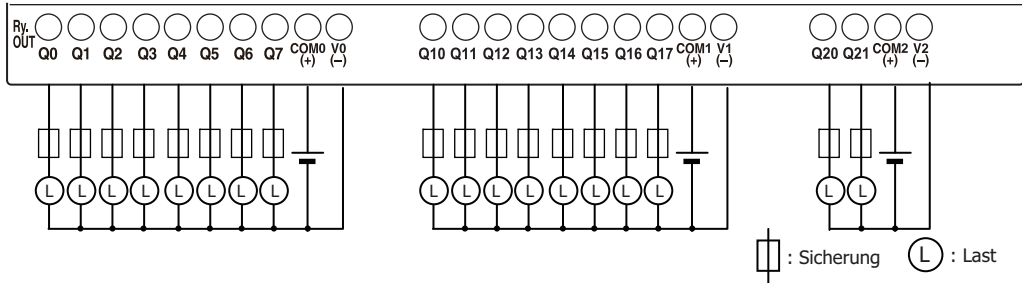 Ry.
OUT
Q0 Q1 Q2 Q3 Q4 Q5 Q6 Q7 COM0 (+) V0 (–)
Q10 Q11 Q12 Q13 Q14 Q15 Q16 Q17 COM1 (+) V1 (–)
Q20 Q21 COM2 (+) V2 (–)
L L L L L L L L
L L L L L L L L
L L
: Sicherung
L : Last